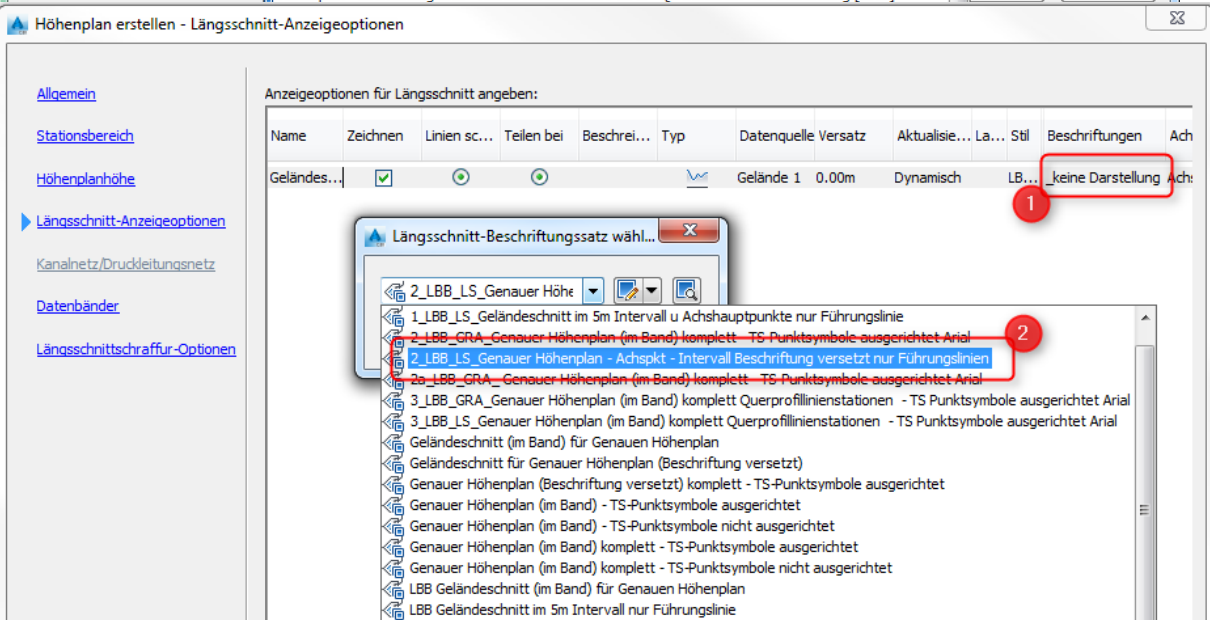 Höhenplan erstellen - Längsschnitt-Anzeigeoptionen
Allgemein
Stationsbereich
Höhenplanhöhe
Längsschnitt-Anzeigeoptionen
Kanalnetz/Druckleitungsnetz
Datenbänder
Längsschnittschraffur-Optionen
Anzeigeoptionen für Längsschnitt angeben:
Name Zeichnen Linien sc... Teilen bei Beschrei... Typ Datenquelle Versatz Aktualisie... La... Stil Beschriftungen Ach
Geländes... Gelände 1 0.00m Dynamisch LB... _keine Darstellung Achs
1
Längsschnitt-Beschriftungssatz wähl...
2_LBB_LS_Genauer Höhe
1_LBB_LS_Geländeschnitt im 5m Intervall u Achshauptpunkte nur Führungslinie
2_LBB_GRA_Genauer Höhenplan (im Band) komplett - TS Punktsymbole ausgerichtet Arial
2
2_LBB_LS_Genauer Höhenplan - Achspkt - Intervall Beschriftung versetzt nur Führungslinien
2a_LBB_GRA_ Genauer Höhenplan (im Band) komplett - TS Punktsymbole ausgerichtet Arial
3_LBB_GRA_Genauer Höhenplan (im Band) komplett Querprofillinienstationen - TS Punktsymbole ausgerichtet Arial
3_LBB_LS_Genauer Höhenplan (im Band) komplett Querprofillinienstationen - TS Punktsymbole ausgerichtet Arial
Geländeschnitt (im Band) für Genauen Höhenplan
Geländeschnitt für Genauer Höhenplan (Beschriftung versetzt)
Genauer Höhenplan (Beschriftung versetzt) komplett - TS-Punktsymbole ausgerichtet
Genauer Höhenplan (im Band) - TS-Punktsymbole ausgerichtet
Genauer Höhenplan (im Band) - TS-Punktsymbole nicht ausgerichtet
Genauer Höhenplan (im Band) komplett - TS-Punktsymbole ausgerichtet
Genauer Höhenplan (im Band) komplett - TS-Punktsymbole nicht ausgerichtet
LBB Geländeschnitt (im Band) für Genauen Höhenplan
LBB Geländeschnitt im 5m Intervall nur Führungslinie